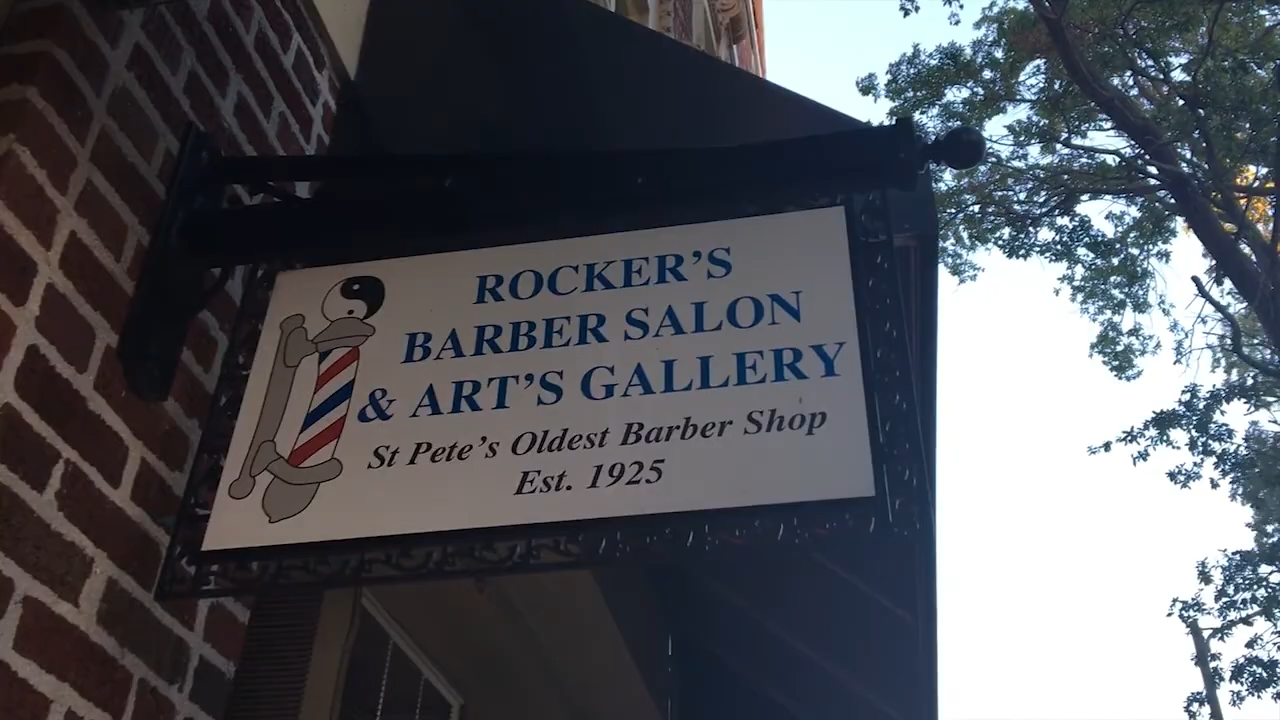 ROCKER'S
BARBER SALON
& ART'S GALLERY
St Pete's Oldest Barber Shop
Est. 1925